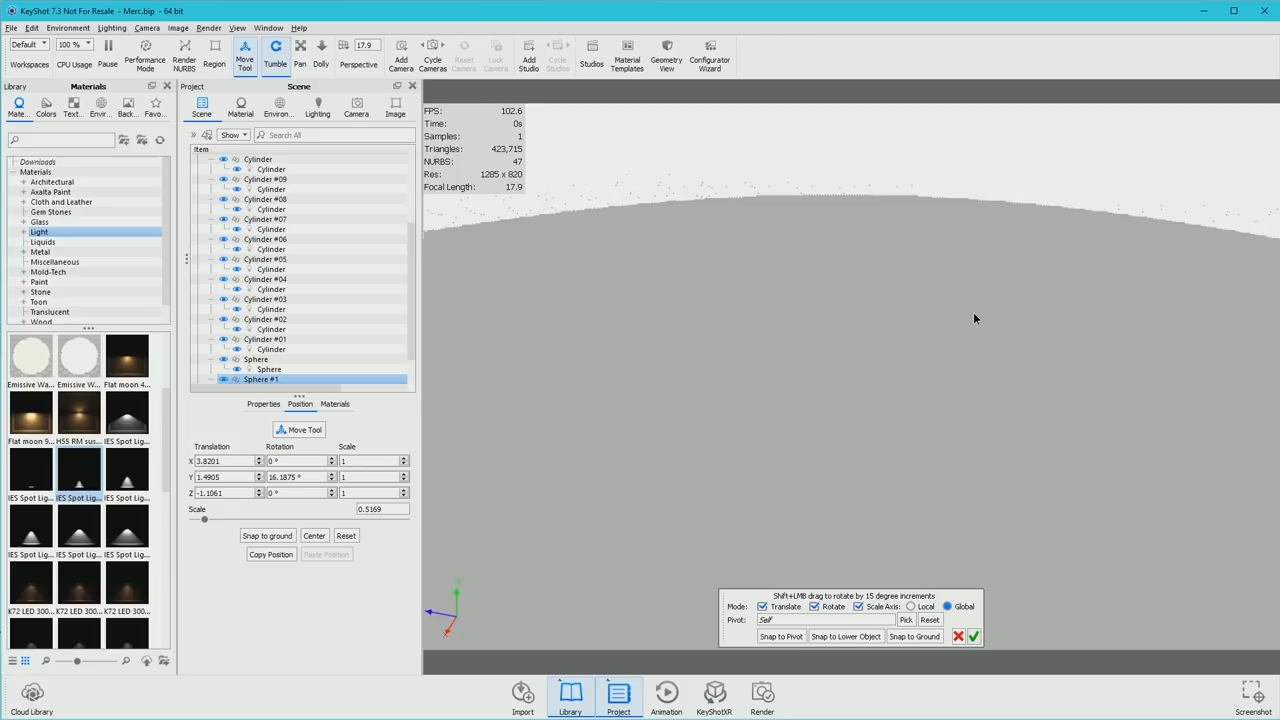 KeyShot 7.3 Not For Resale - Merc.bip - 64 bit
File Edit Environment Lighting Camera Image Render View Window Help
Default 100 % 17.9
Workspaces CPU Usage Pause Performance Mode Render NURBS Region Move Tool Tumble Pan Dolly Perspective Add Camera Cycle Cameras Reset Camera Lock Camera Add Studio Cycle Studios Studios Material Templates Geometry View Configurator Wizard
Library Materials
Mate... Colors Text... Envir... Back... Favo...
Downloads
Materials
Architectural
Axalta Paint
Cloth and Leather
Gem Stones
Glass
Light
Liquids
Metal
Miscellaneous
Mold-Tech
Paint
Stone
Toon
Translucent
Wood
Emissive Wa... Emissive W... Flat moon 4...
Flat moon 9... H55 RM sus... IES Spot Lig...
IES Spot Lig... IES Spot Lig... IES Spot Lig...
IES Spot Lig... IES Spot Lig... IES Spot Lig...
K72 LED 300... K72 LED 300... K72 LED 300...
Project Scene
Scene Material Environ... Lighting Camera Image
» Show Search All
Item
Cylinder
Cylinder
Cylinder #09
Cylinder
Cylinder #08
Cylinder
Cylinder #07
Cylinder
Cylinder #06
Cylinder
Cylinder #05
Cylinder
Cylinder #04
Cylinder
Cylinder #03
Cylinder
Cylinder #02
Cylinder
Cylinder #01
Cylinder
Sphere
Sphere
Sphere #1
Properties Position Materials
Move Tool
Translation Rotation Scale
X 3.8201 0 ° 1
Y 1.4905 16.1875 ° 1
Z -1.1061 0 ° 1
Scale 0.5169
Snap to ground Center Reset
Copy Position Paste Position
FPS: 102.6
Time: 0s
Samples: 1
Triangles: 423,715
NURBS: 47
Res: 1285 x 820
Focal Length: 17.9
Shift+LMB drag to rotate by 15 degree increments
Mode: Translate Rotate Scale Axis: Local Global
Pivot: Self Pick Reset
Snap to Pivot Snap to Lower Object Snap to Ground
Cloud Library Import Library Project Animation KeyShotXR Render Screenshot